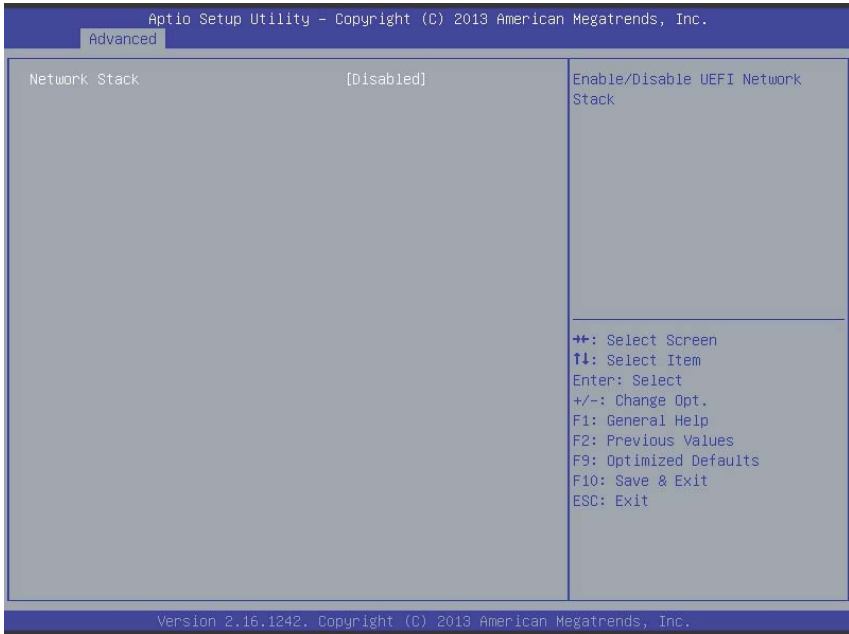 Aptio Setup Utility – Copyright (C) 2013 American Megatrends, Inc.
Advanced
Network Stack [Disabled]
Enable/Disable UEFI Network
Stack
→←: Select Screen
↑↓: Select Item
Enter: Select
+/-: Change Opt.
F1: General Help
F2: Previous Values
F9: Optimized Defaults
F10: Save & Exit
ESC: Exit
Version 2.16.1242. Copyright (C) 2013 American Megatrends, Inc.